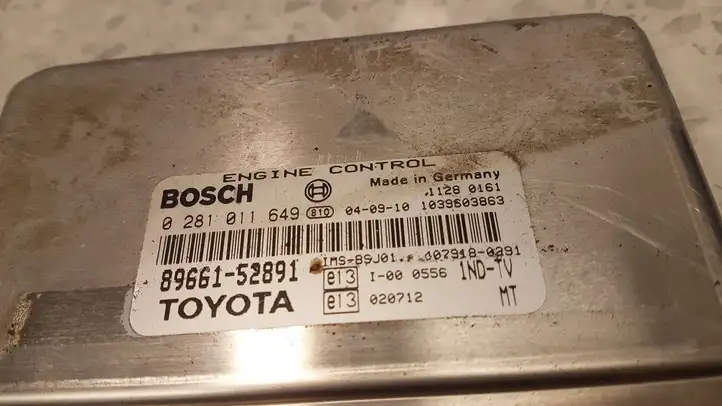 ENGINE CONTROL
BOSCH Made in Germany
1128 0161
0 281 011 649 810 04-09-10 1039S03863
89661-52891
e13 I-00 0556 1ND-TV
TOYOTA e13 020712 MT